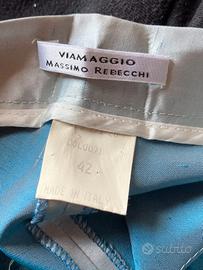 VIAMAGGIO
MASSIMO REBECCHI
42
MADE IN ITALY
subito